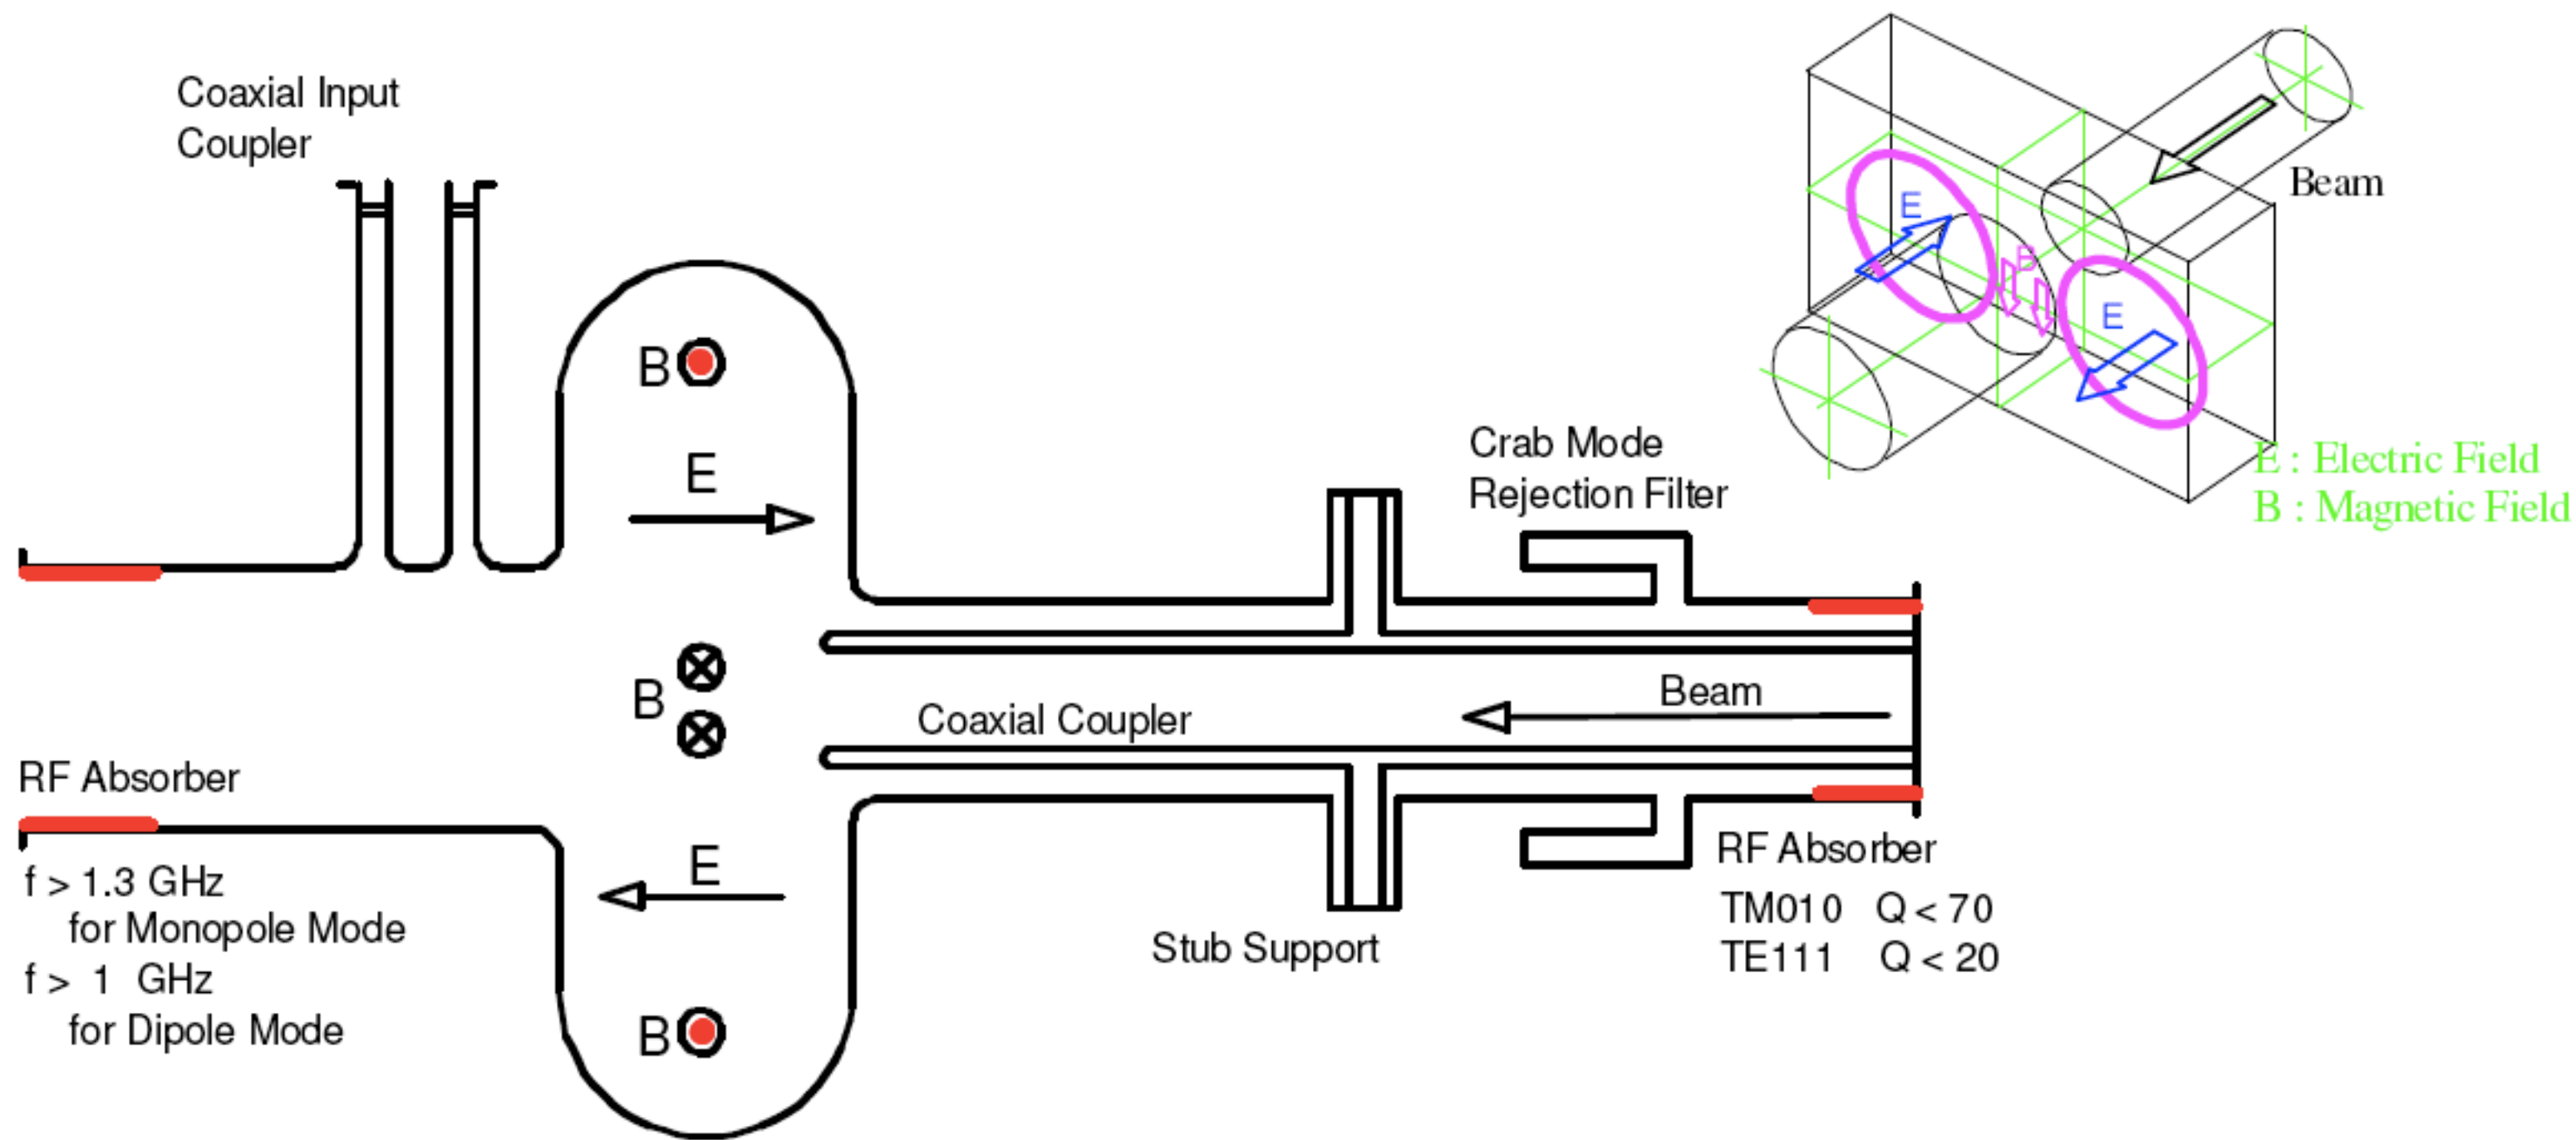 Coaxial Input
Coupler
B
E
B
Coaxial Coupler
Beam
E
B
RF Absorber
f > 1.3 GHz
for Monopole Mode
f > 1 GHz
for Dipole Mode
Stub Support
Crab Mode
Rejection Filter
RF Absorber
TM010 Q < 70
TE111 Q < 20
E
B
E
Beam
E : Electric Field
B : Magnetic Field